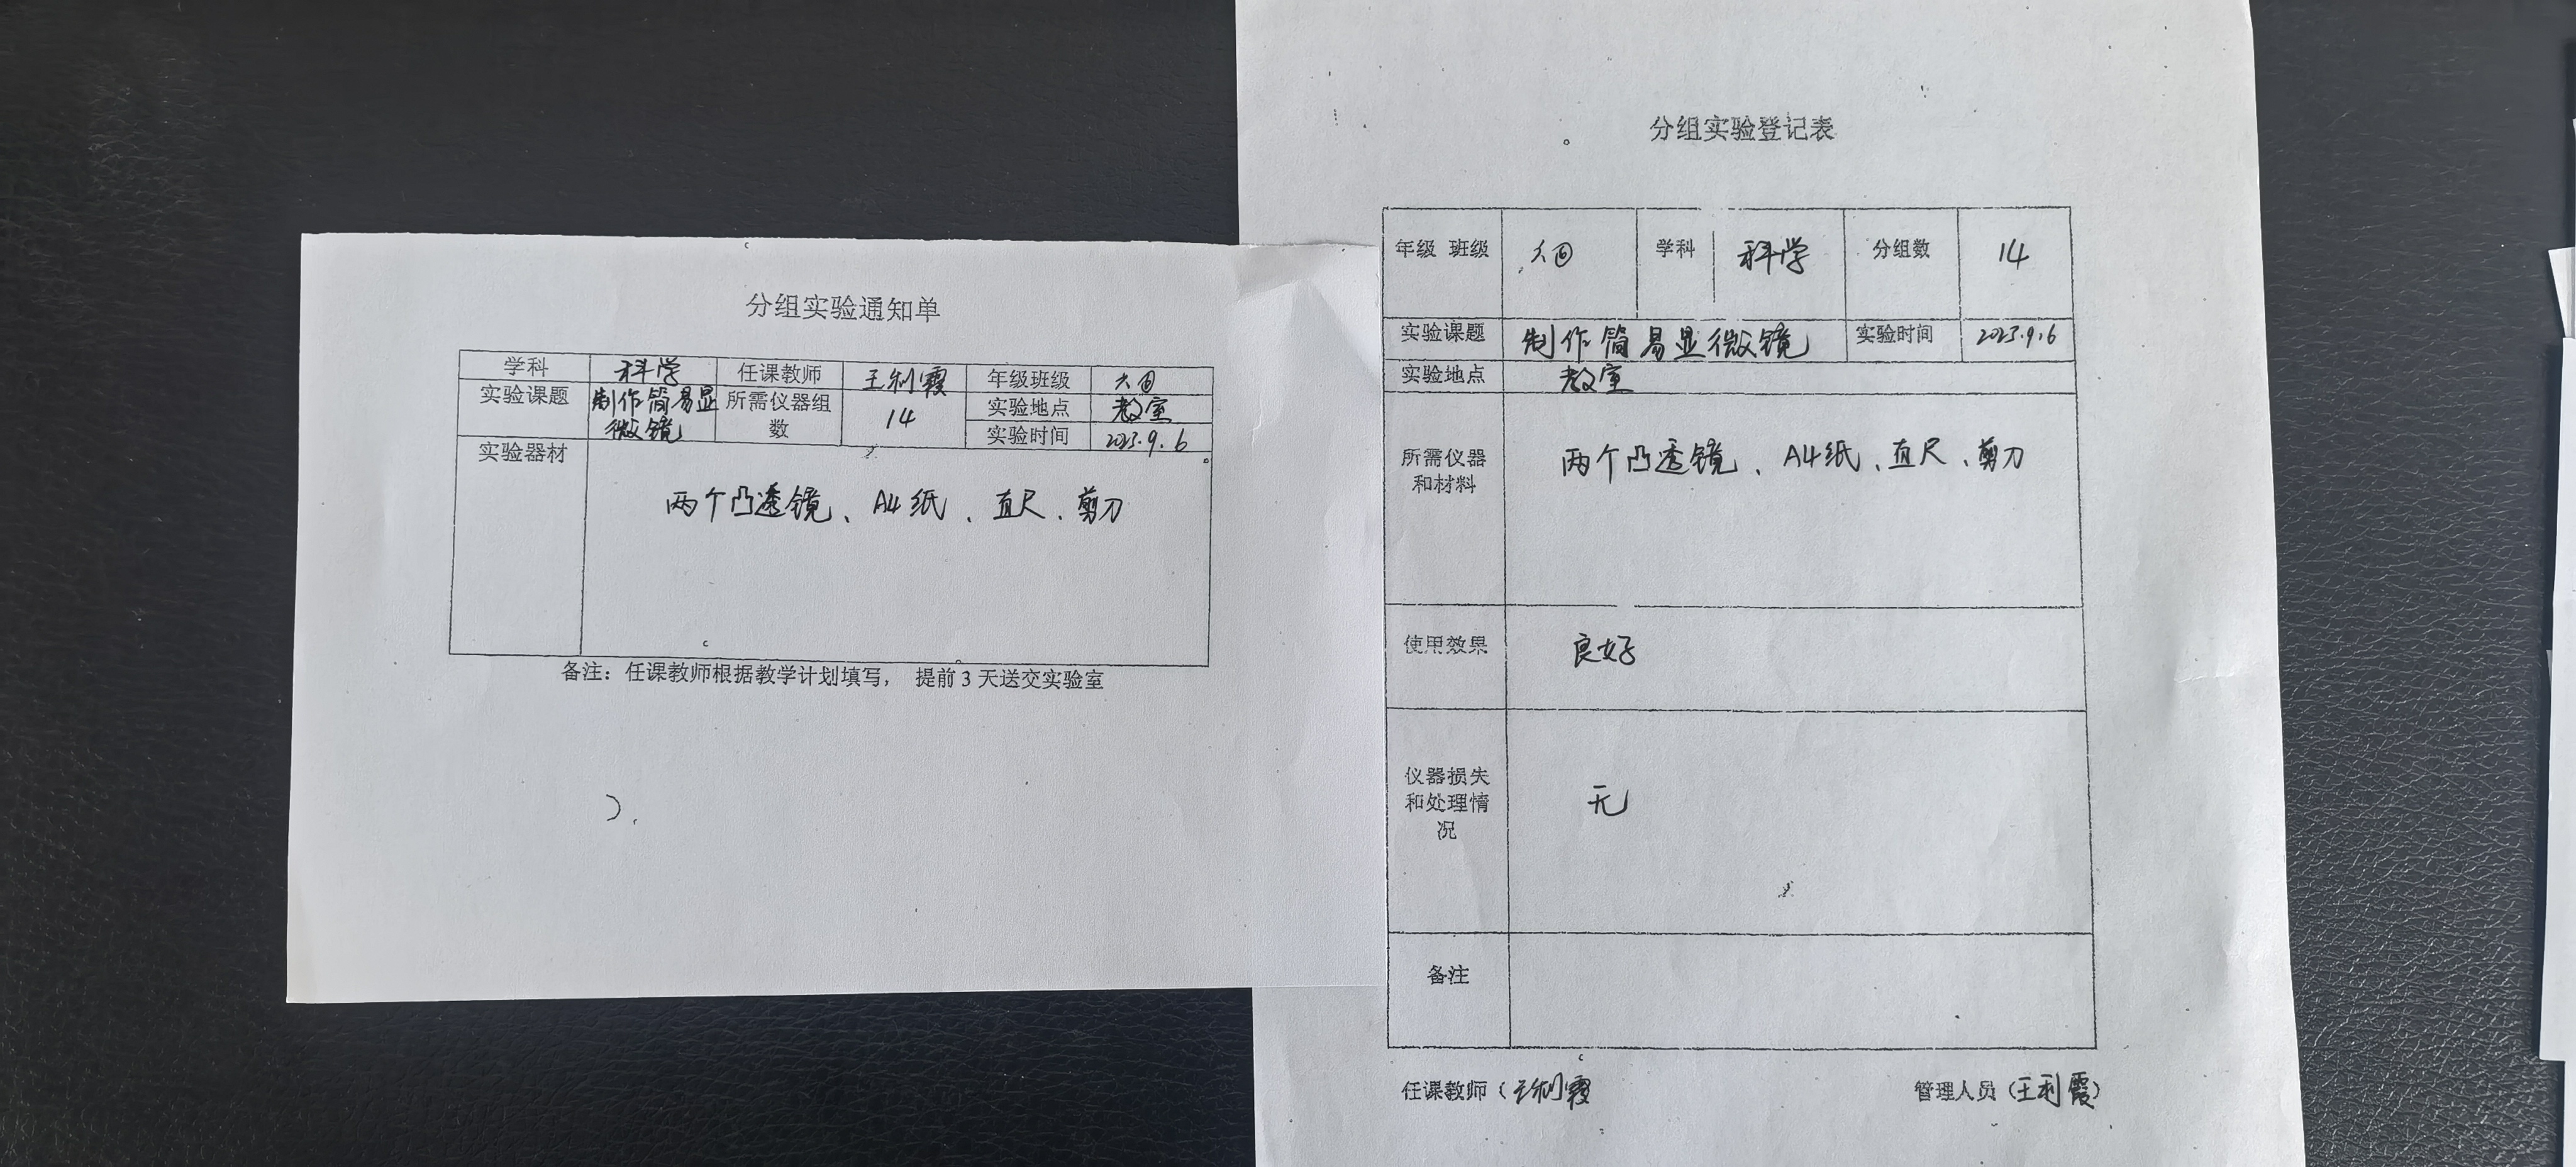 分组实验通知单
学科 科学 任课教师 王利霞 年级班级 六④
实验课题 制作简易显微镜 所需仪器组数 14 实验地点 教室
实验时间 2023.9.6
实验器材 两个凸透镜、A4纸、直尺、剪刀
备注：任课教师根据教学计划填写， 提前3天送交实验室
分组实验登记表
年级 班级 六④ 学科 科学 分组数 14
实验课题 制作简易显微镜 实验时间 2023.9.6
实验地点 教室
所需仪器和材料 两个凸透镜、A4纸、直尺、剪刀
使用效果 良好
仪器损失和处理情况 无
备注
任课教师（王利霞 管理人员（王利霞）